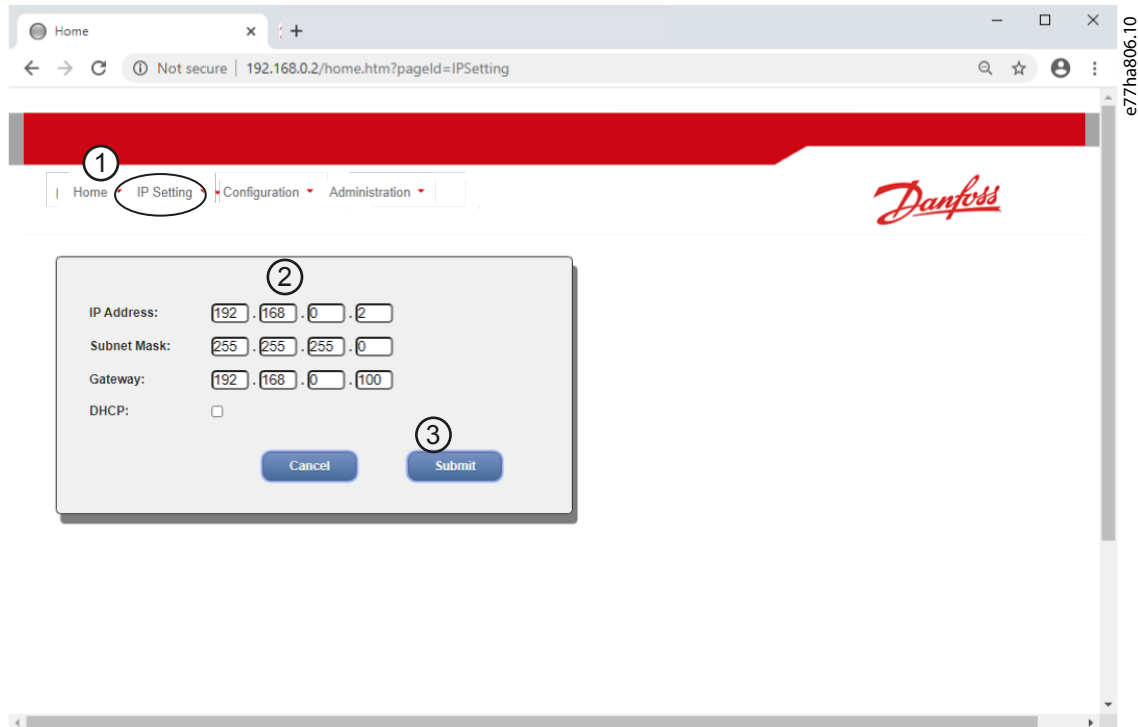 Home
Not secure | 192.168.0.2/home.htm?pageId=IPSetting
e77ha806.10
1
Home IP Setting Configuration Administration
Danfoss
2
IP Address: 192 . 168 . 0 . 2
Subnet Mask: 255 . 255 . 255 . 0
Gateway: 192 . 168 . 0 . 100
DHCP:
3
Cancel Submit